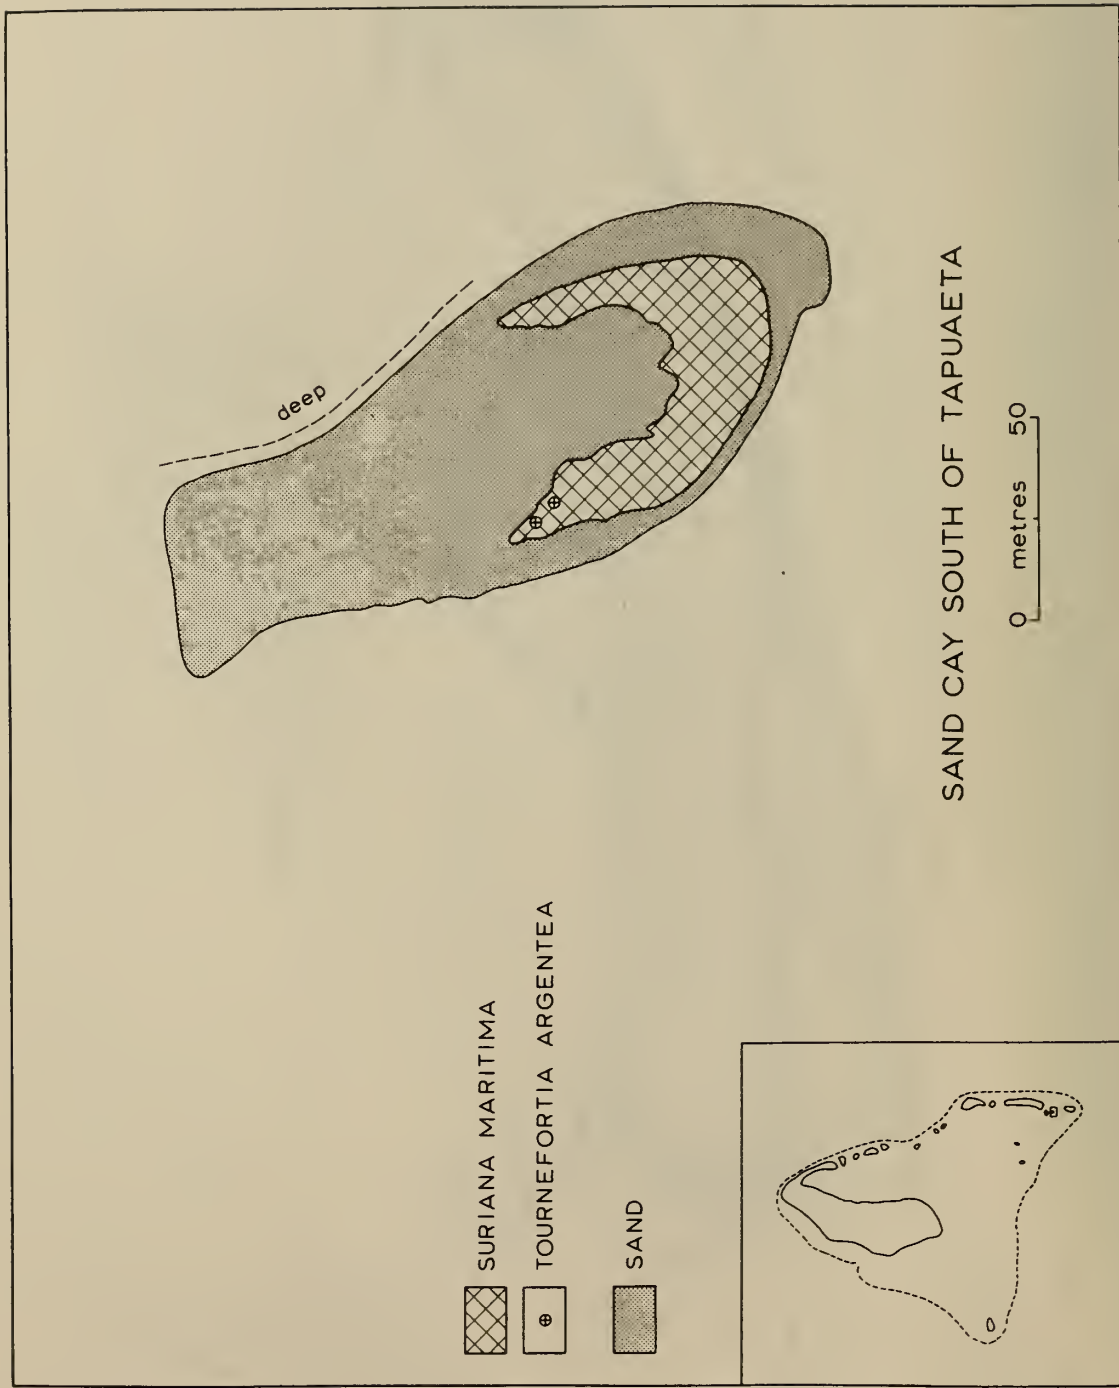 deep
SURIANA MARITIMA
TOURNEFORTIA ARGENTEA
SAND
SAND CAY SOUTH OF TAPUAETA
0 metres 50